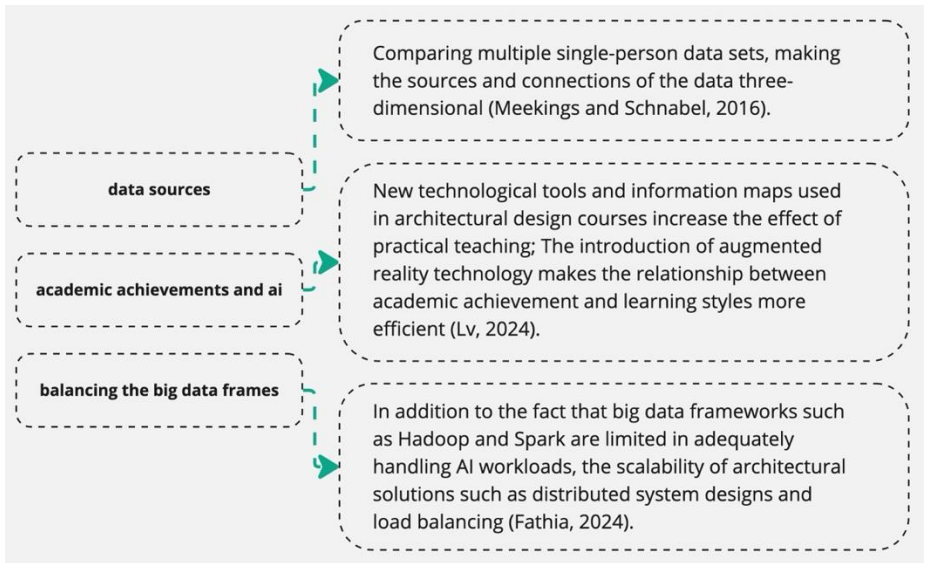 data sources
Comparing multiple single-person data sets, making
the sources and connections of the data three-
dimensional (Meekings and Schnabel, 2016).
academic achievements and ai
New technological tools and information maps used
in architectural design courses increase the effect of
practical teaching; The introduction of augmented
reality technology makes the relationship between
academic achievement and learning styles more
efficient (Lv, 2024).
balancing the big data frames
In addition to the fact that big data frameworks such
as Hadoop and Spark are limited in adequately
handling AI workloads, the scalability of architectural
solutions such as distributed system designs and
load balancing (Fathia, 2024).